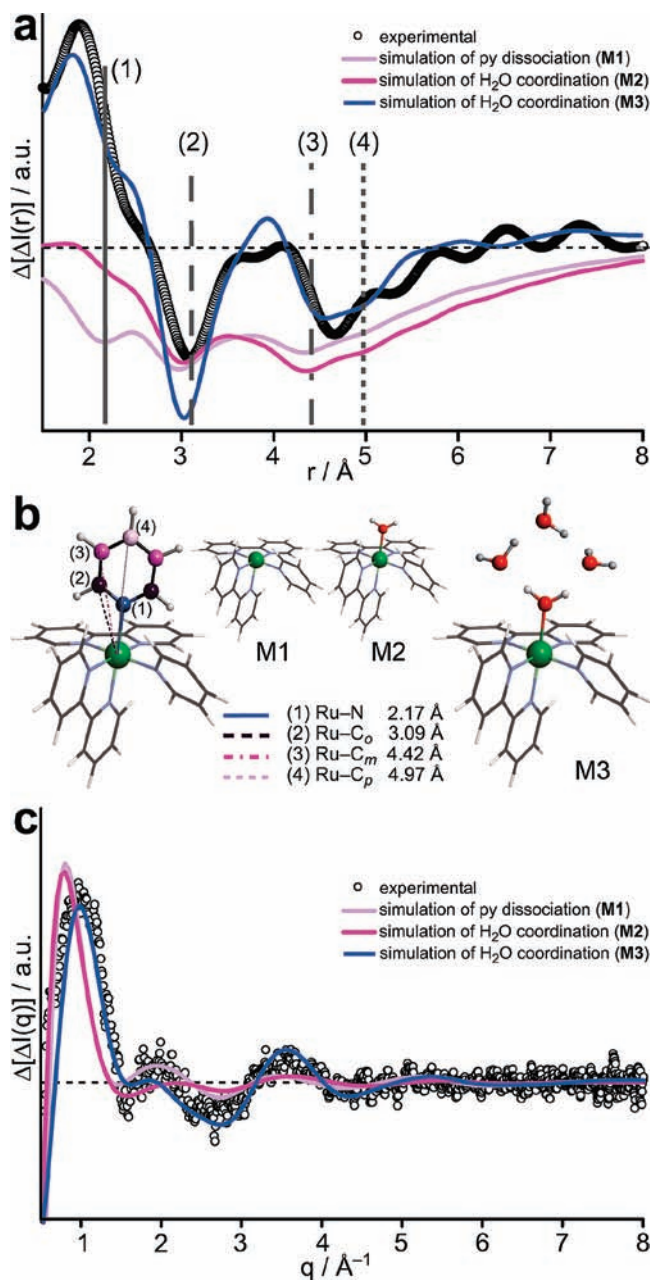 a
experimental
simulation of py dissociation (M1)
simulation of H₂O coordination (M2)
simulation of H₂O coordination (M3)
(1)
(2)
(3)
(4)
Δ[ΔI(r)] / a.u.
2 3 4 5 6 7 8
r / Å
b
(4)
(3)
(2)
(1)
M1
M2
M3
(1) Ru–N 2.17 Å
(2) Ru–Co 3.09 Å
(3) Ru–Cm 4.42 Å
(4) Ru–Cp 4.97 Å
c
experimental
simulation of py dissociation (M1)
simulation of H₂O coordination (M2)
simulation of H₂O coordination (M3)
Δ[ΔI(q)] / a.u.
1 2 3 4 5 6 7 8
q / Å⁻¹